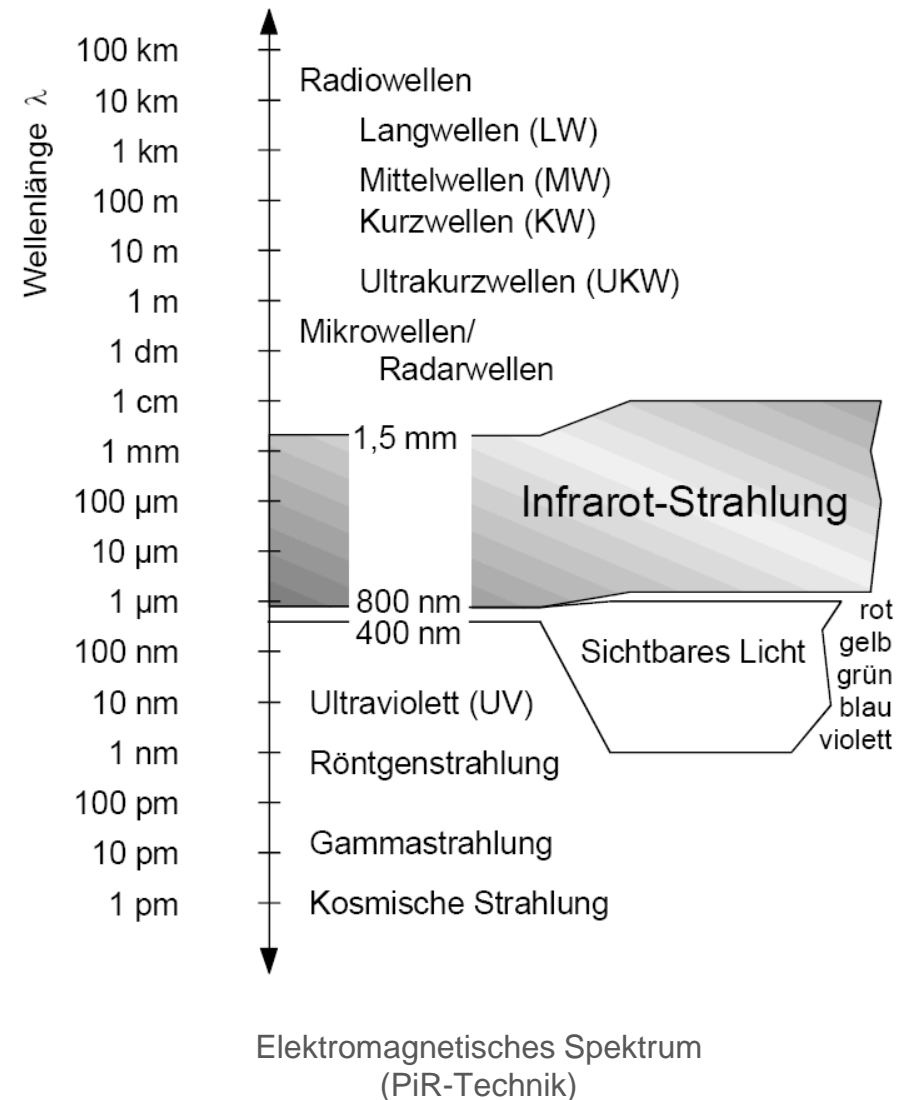 Wellenlänge λ
100 km
Radiowellen
10 km
Langwellen (LW)
1 km
Mittelwellen (MW)
100 m
Kurzwellen (KW)
10 m
Ultrakurzwellen (UKW)
1 m
Mikrowellen/
1 dm
Radarwellen
1 cm
1,5 mm
1 mm
100 µm
Infrarot-Strahlung
10 µm
1 µm
800 nm
rot
400 nm
gelb
100 nm
Sichtbares Licht
grün
10 nm
Ultraviolett (UV)
blau
violett
1 nm
Röntgenstrahlung
100 pm
Gammastrahlung
10 pm
1 pm
Kosmische Strahlung
Elektromagnetisches Spektrum
(PiR-Technik)